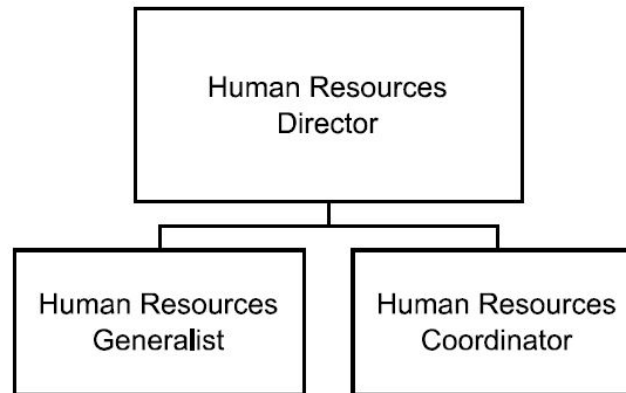 Human Resources
Director
Human Resources
Generalist
Human Resources
Coordinator